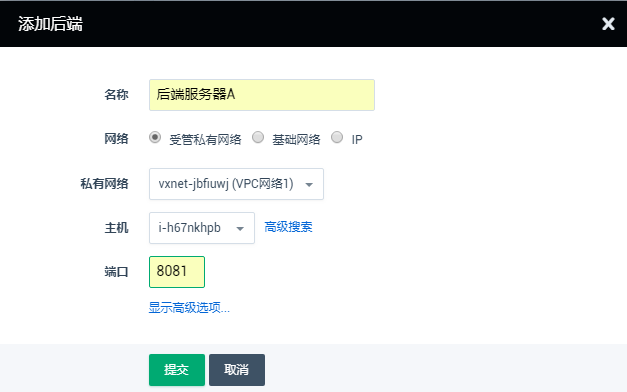 添加后端
名称 后端服务器A
网络 受管私有网络 基础网络 IP
私有网络 vxnet-jbfiuwj (VPC网络1)
主机 i-h67nkhpb 高级搜索
端口 8081
显示高级选项...
提交 取消